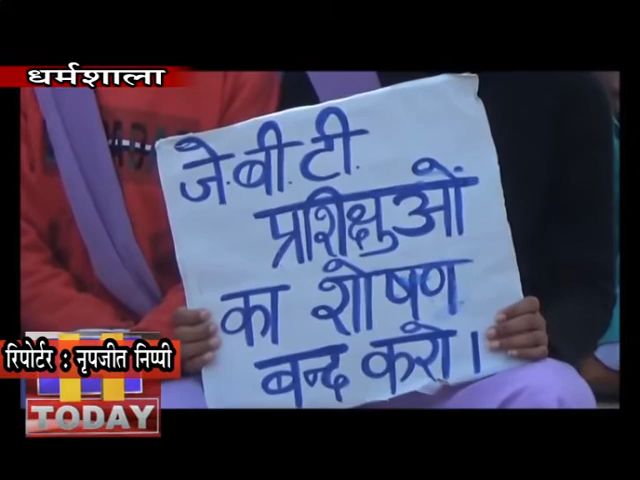 धर्मशाला
जे.बी.टी.
प्रशिक्षुओं
का शोषण
बन्द करो।
रिपोर्टर : नृपजीत निप्पी
TODAY